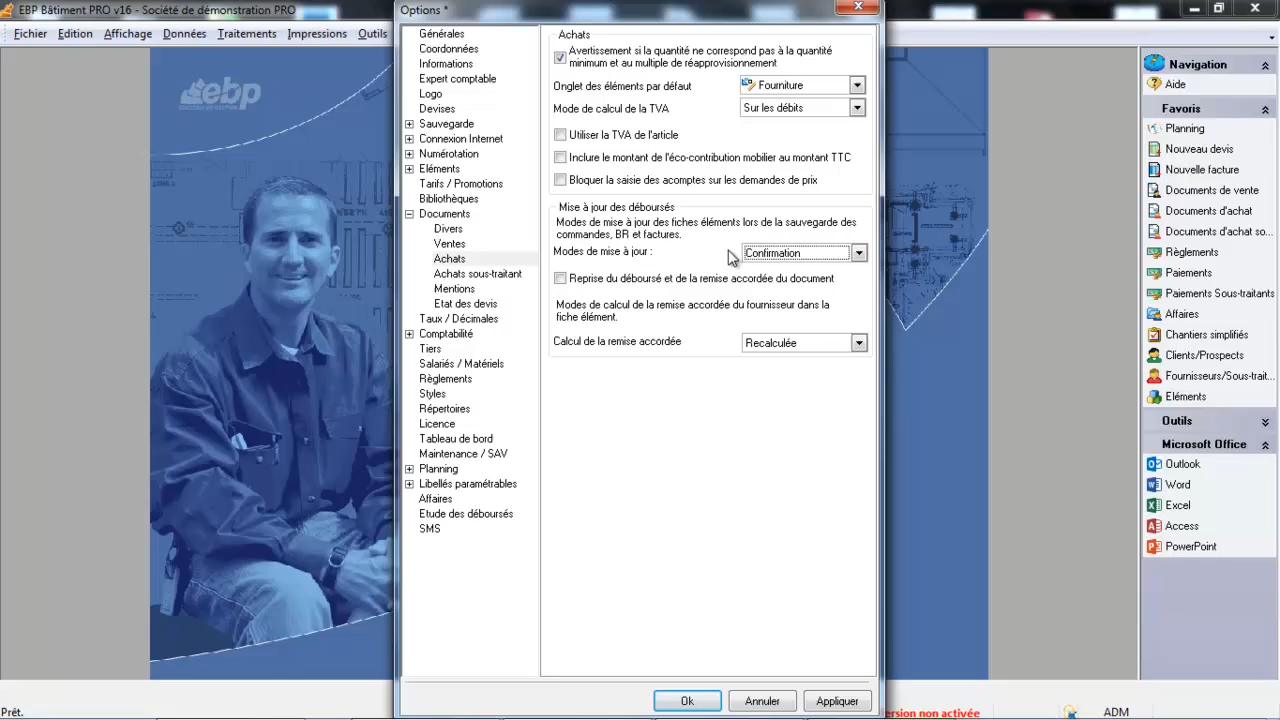 EBP Bâtiment PRO v16 - Société de démonstration PRO
Options *
Fichier Edition Affichage Données Traitements Impressions Outils
ebp
Générales
Coordonnées
Informations
Expert comptable
Logo
Devises
Sauvegarde
Connexion Internet
Numérotation
Eléments
Tarifs / Promotions
Bibliothèques
Documents
Divers
Ventes
Achats
Achats sous-traitant
Mentions
Etat des devis
Taux / Décimales
Comptabilité
Tiers
Salariés / Matériels
Règlements
Styles
Répertoires
Licence
Tableau de bord
Maintenance / SAV
Planning
Libellés paramétrables
Affaires
Etude des déboursés
SMS
Achats
Avertissement si la quantité ne correspond pas à la quantité
minimum et au multiple de réapprovisionnement
Onglet des éléments par défaut Fourniture
Mode de calcul de la TVA Sur les débits
Utiliser la TVA de l'article
Inclure le montant de l'éco-contribution mobilier au montant TTC
Bloquer la saisie des acomptes sur les demandes de prix
Mise à jour des déboursés
Modes de mise à jour des fiches éléments lors de la sauvegarde des
commandes, BR et factures.
Modes de mise à jour : Confirmation
Reprise du déboursé et de la remise accordée du document
Modes de calcul de la remise accordée du fournisseur dans la
fiche élément.
Calcul de la remise accordée Recalculée
Ok Annuler Appliquer
Navigation
Aide
Favoris
Planning
Nouveau devis
Nouvelle facture
Documents de vente
Documents d'achat
Documents d'achat so...
Règlements
Paiements
Paiements Sous-traitants
Affaires
Chantiers simplifiés
Clients/Prospects
Fournisseurs/Sous-trait...
Eléments
Outils
Microsoft Office
Outlook
Word
Excel
Access
PowerPoint
Prêt.
ersion non activée
ADM